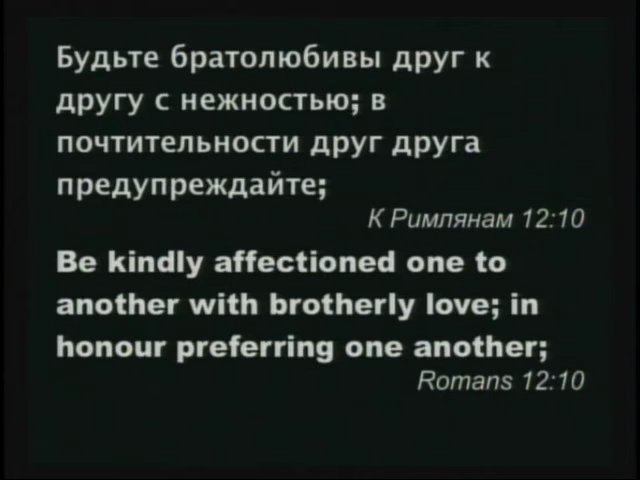 Будьте братолюбивы друг к
другу с нежностью; в
почтительности друг друга
предупреждайте;
К Римлянам 12:10
Be kindly affectioned one to
another with brotherly love; in
honour preferring one another;
Romans 12:10